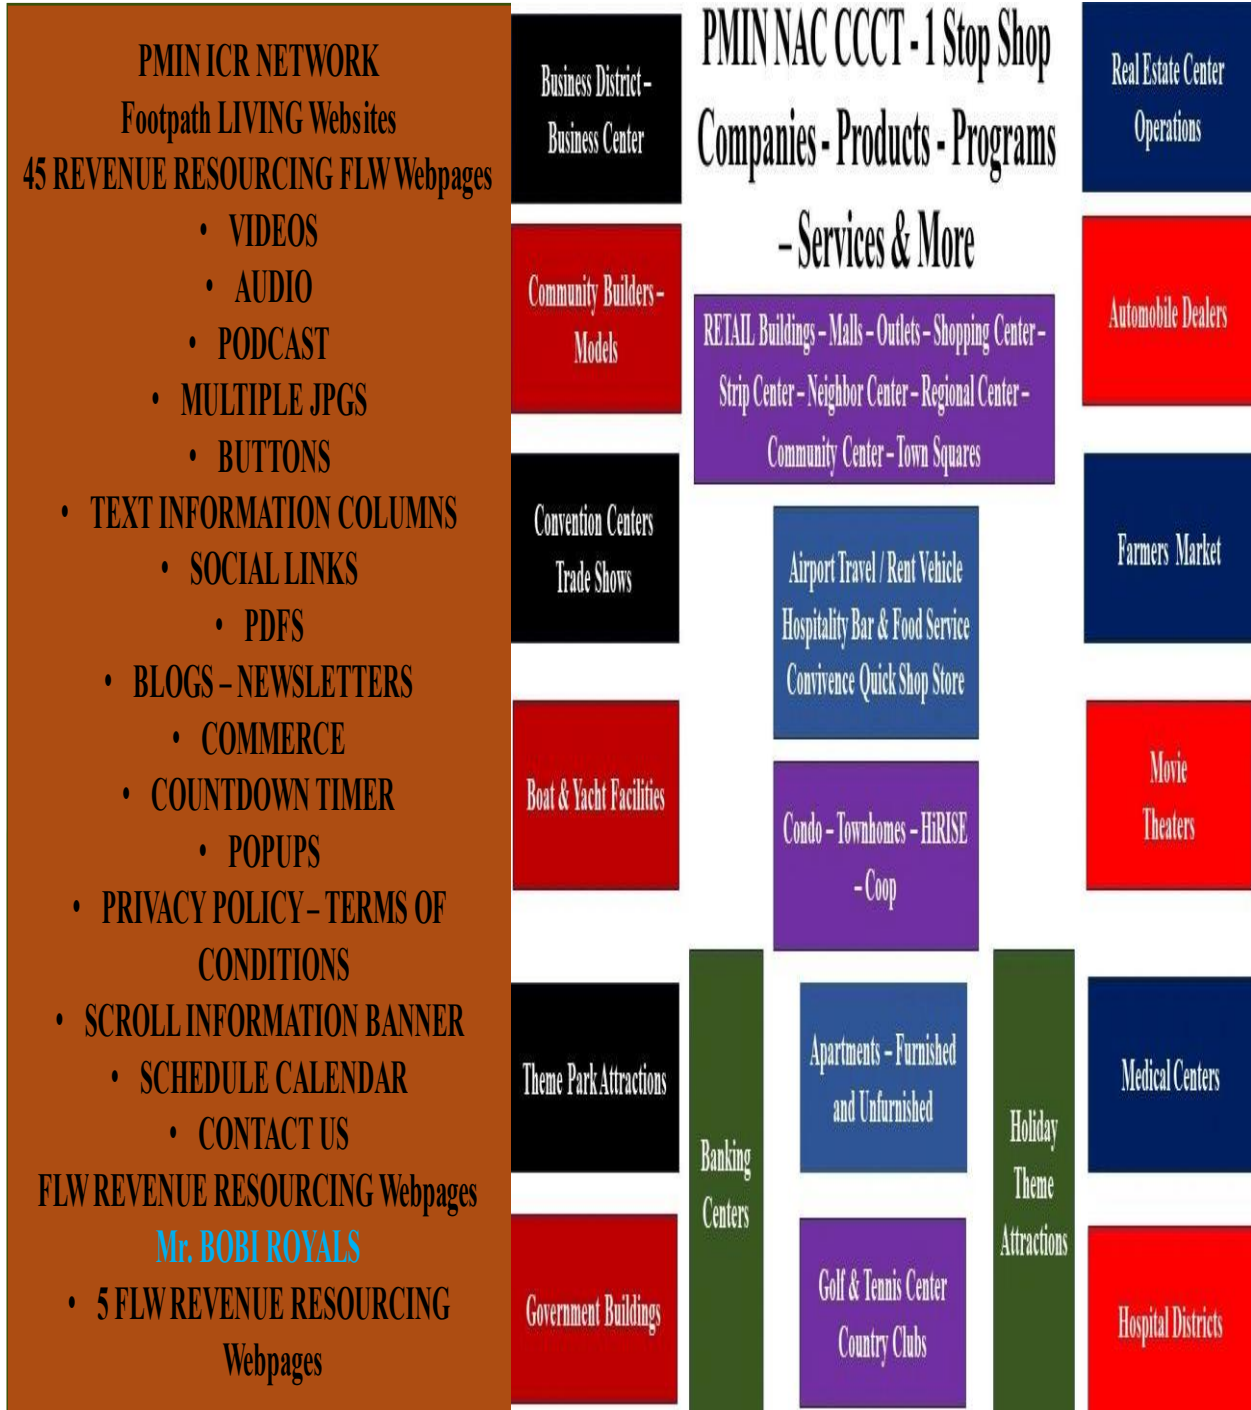 PMIN ICR NETWORK
Footpath LIVING Websites
45 REVENUE RESOURCING FLW Webpages
• VIDEOS
• AUDIO
• PODCAST
• MULTIPLE JPGS
• BUTTONS
• TEXT INFORMATION COLUMNS
• SOCIAL LINKS
• PDFS
• BLOGS – NEWSLETTERS
• COMMERCE
• COUNTDOWN TIMER
• POPUPS
• PRIVACY POLICY – TERMS OF
CONDITIONS
• SCROLL INFORMATION BANNER
• SCHEDULE CALENDAR
• CONTACT US
FLW REVENUE RESOURCING Webpages
Mr. BOBI ROYALS
• 5 FLW REVENUE RESOURCING
Webpages
Business District –
Business Center
Community Builders –
Models
Convention Centers
Trade Shows
Boat & Yacht Facilities
Theme Park Attractions
Government Buildings
PMIN NAC CCCT - 1 Stop Shop
Companies - Products - Programs
– Services & More
RETAIL Buildings – Malls – Outlets – Shopping Center –
Strip Center – Neighbor Center – Regional Center –
Community Center – Town Squares
Airport Travel / Rent Vehicle
Hospitality Bar & Food Service
Convivence Quick Shop Store
Condo – Townhomes – HiRISE
– Coop
Banking
Centers
Apartments – Furnished
and Unfurnished
Golf & Tennis Center
Country Clubs
Holiday
Theme
Attractions
Real Estate Center
Operations
Automobile Dealers
Farmers Market
Movie
Theaters
Medical Centers
Hospital Districts